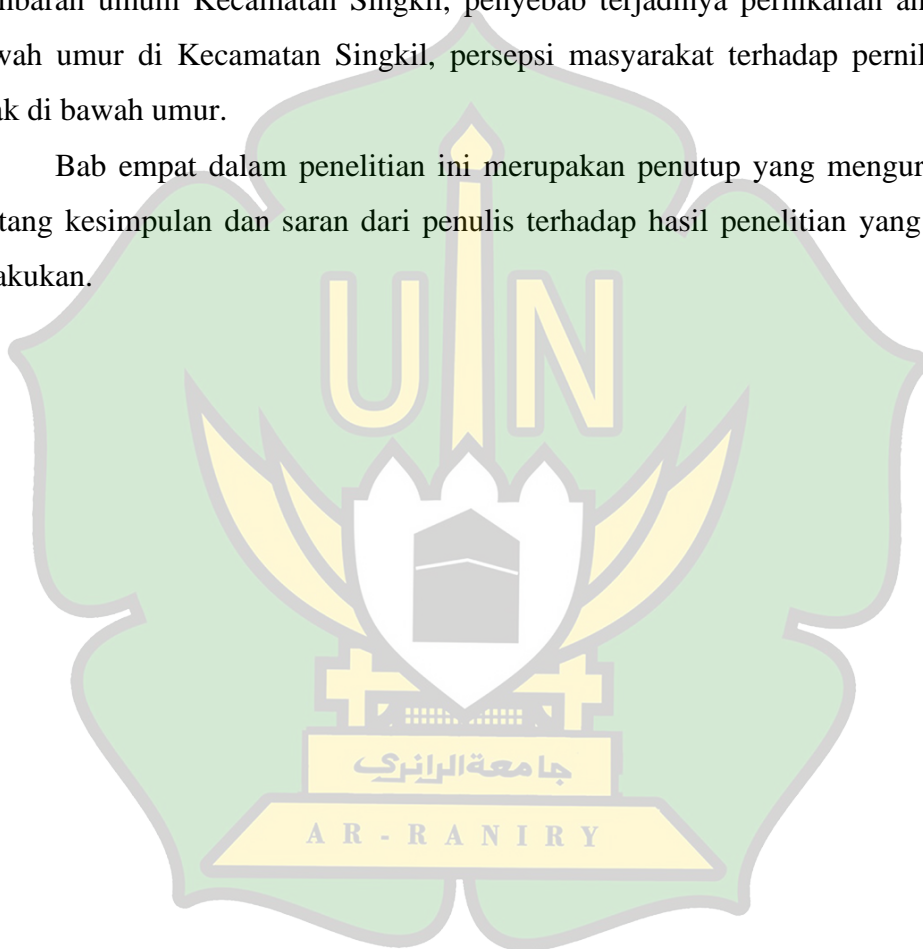 umum Kecamatan Singkil, penyebab terjadinya pernikahan
umur di Kecamatan Singkil, persepsi masyarakat terhadap
di bawah umur.
Bab empat dalam penelitian ini merupakan penutup yang
kesimpulan dan saran dari penulis terhadap hasil penelitian yang
UIN
جامعةالرانري
AR-RANIRY